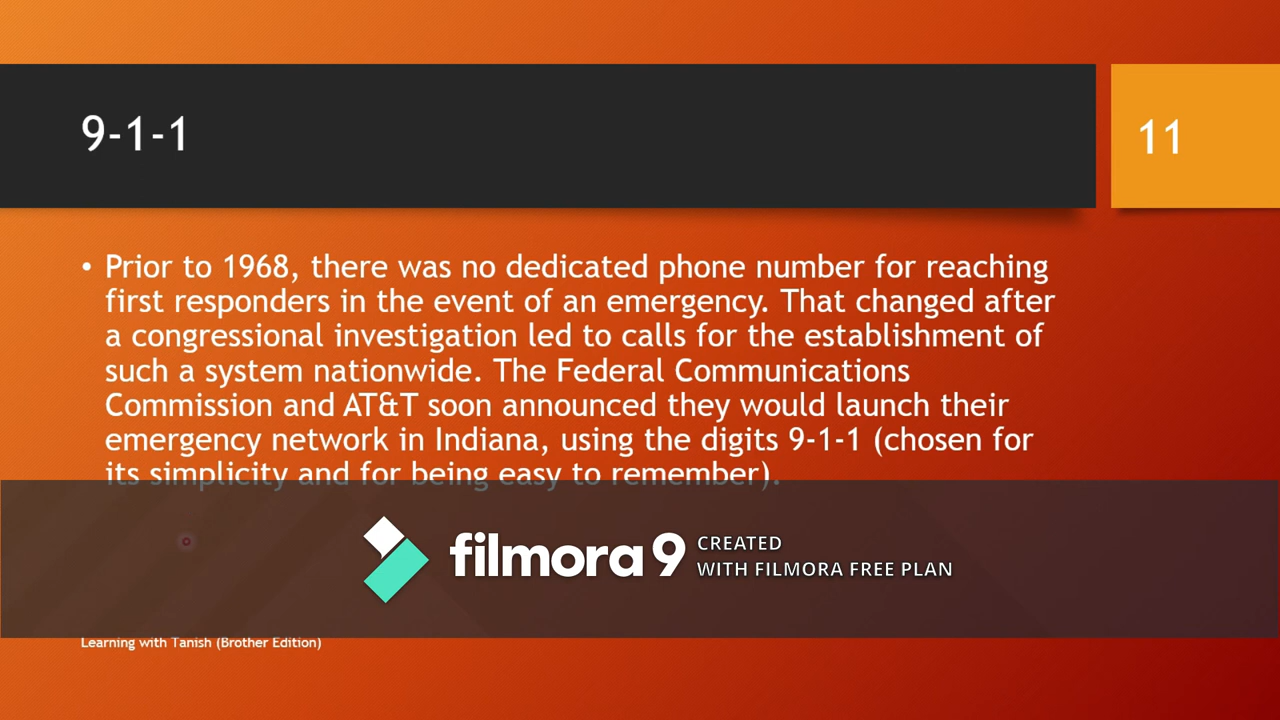 9-1-1
11
• Prior to 1968, there was no dedicated phone number for reaching
first responders in the event of an emergency. That changed after
a congressional investigation led to calls for the establishment of
such a system nationwide. The Federal Communications
Commission and AT&T soon announced they would launch their
emergency network in Indiana, using the digits 9-1-1 (chosen for
its simplicity and for being easy to remember).
filmora 9 CREATED
WITH FILMORA FREE PLAN
Learning with Tanish (Brother Edition)